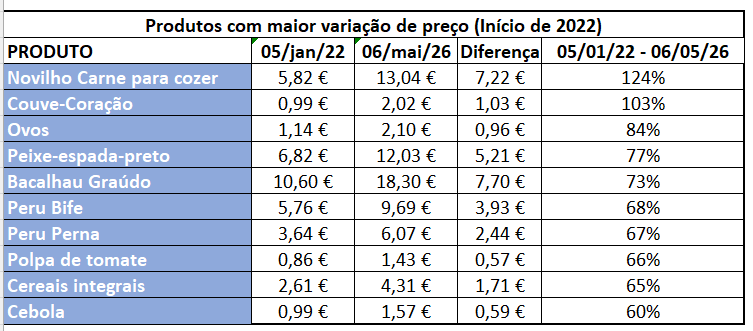 Produtos com maior variação de preço (Início de 2022)
PRODUTO 05/jan/22 06/mai/26 Diferença 05/01/22 - 06/05/26
Novilho Carne para cozer 5,82 € 13,04 € 7,22 € 124%
Couve-Coração 0,99 € 2,02 € 1,03 € 103%
Ovos 1,14 € 2,10 € 0,96 € 84%
Peixe-espada-preto 6,82 € 12,03 € 5,21 € 77%
Bacalhau Graúdo 10,60 € 18,30 € 7,70 € 73%
Peru Bife 5,76 € 9,69 € 3,93 € 68%
Peru Perna 3,64 € 6,07 € 2,44 € 67%
Polpa de tomate 0,86 € 1,43 € 0,57 € 66%
Cereais integrais 2,61 € 4,31 € 1,71 € 65%
Cebola 0,99 € 1,57 € 0,59 € 60%